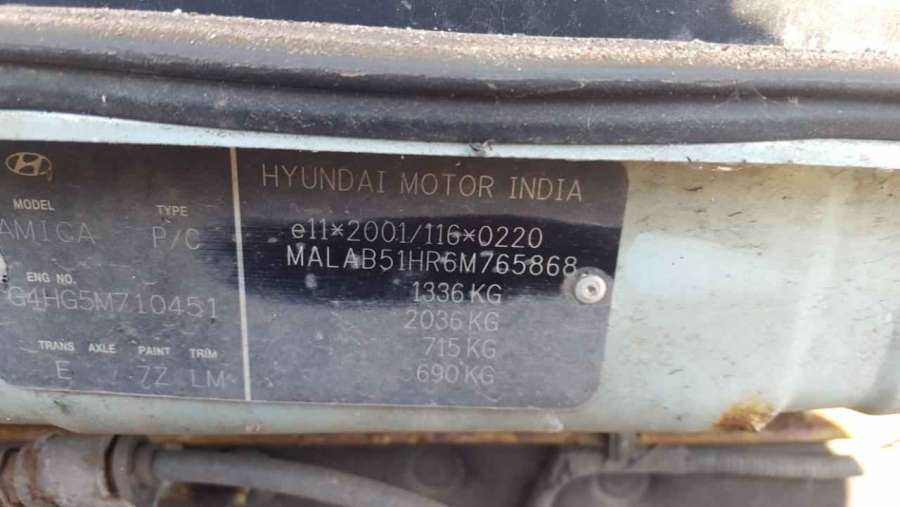 MODEL TYPE
AMICA P/C
ENG NO.
G4HG5M710451
TRANS AXLE PAINT TRIM
E 7Z LM
HYUNDAI MOTOR INDIA
e11*2001/116*0220
MALAB51HR6M765868
1336 KG
2036 KG
715 KG
690 KG